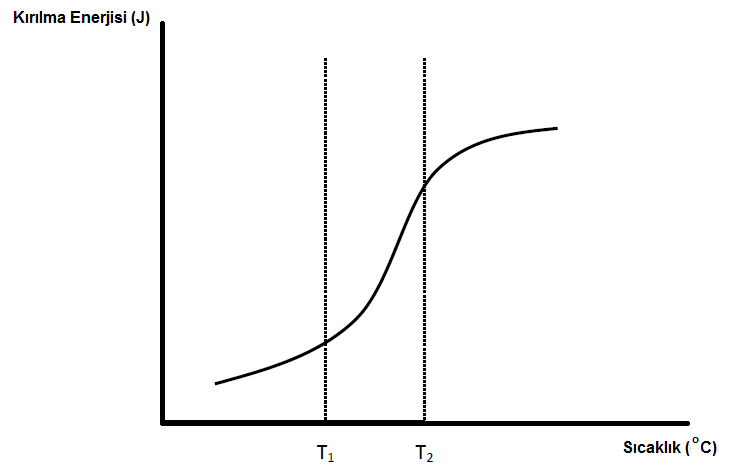 Kırılma Enerjisi (J)
T₁
T₂
Sıcaklık (°C)